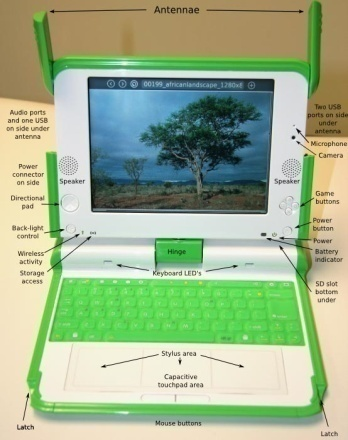 Antennae
00199_africanlandscape_1280x8
Audio ports
and one USB
on side under
antenna
Two USB
ports on side
under
antenna
Microphone
Camera
Power
connector
on side
Speaker
Speaker
Directional
pad
Game
buttons
Back-light
control
Power
button
Wireless
activity
Storage
access
Hinge
Power
Battery
indicator
Keyboard LED's
SD slot
bottom
under
Stylus area
Capacitive
touchpad area
Mouse buttons
Latch
Latch